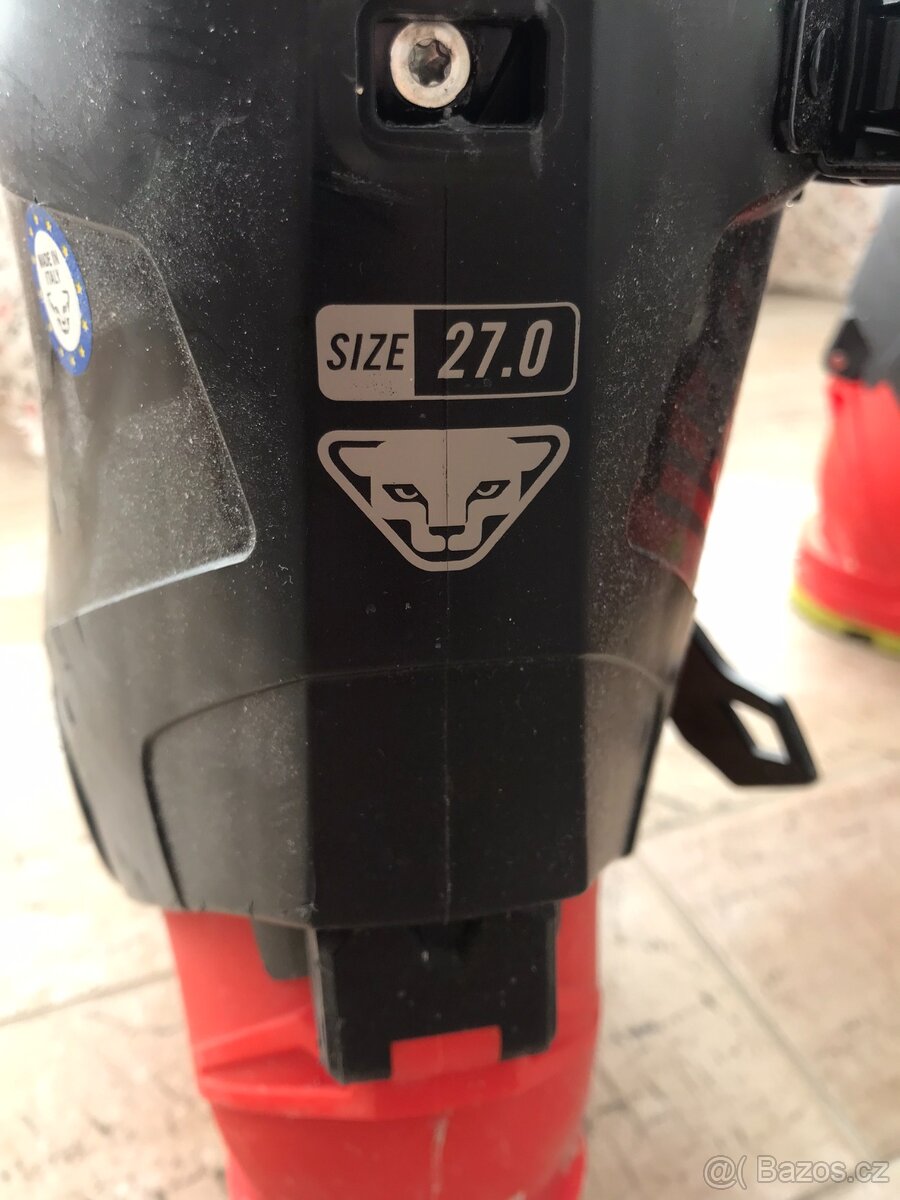 MADE IN
ITALY
SIZE 27.0
@( Bazos.cz